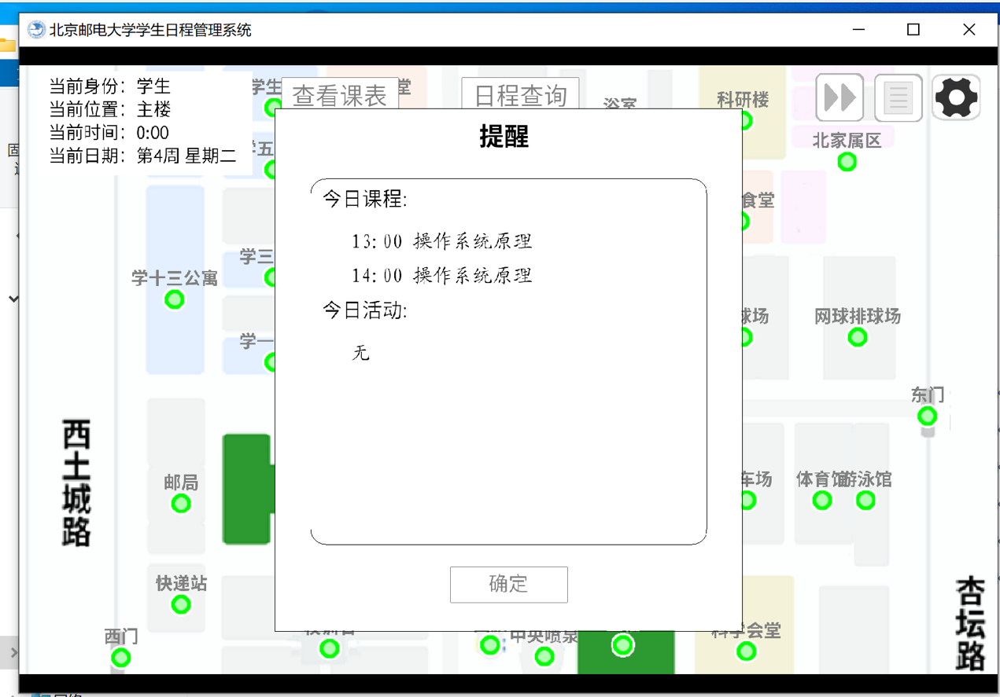 北京邮电大学学生日程管理系统
当前身份：学生
当前位置：主楼
当前时间：0:00
当前日期：第4周 星期二
学生
查看课表
堂
日程查询
浴室
科研楼
北家属区
学五
食堂
提醒
今日课程:
13:00 操作系统原理
14:00 操作系统原理
今日活动:
无
确定
学三
学十三公寓
学一
球场
网球排球场
东门
西土城路
邮局
车场
体育馆
游泳馆
快递站
西门
中央喷泉
科学会堂
杏坛路